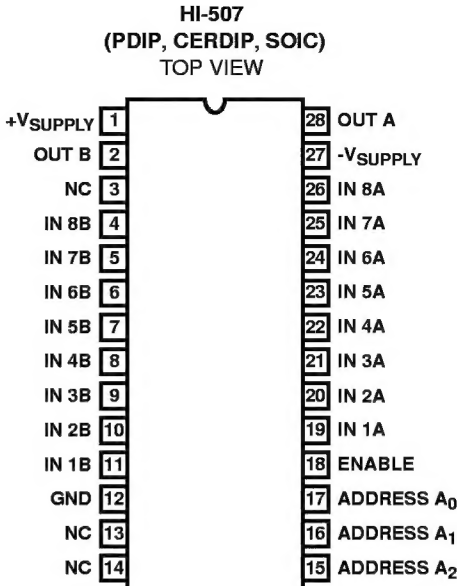 HI-507
(PDIP, CERDIP, SOIC)
TOP VIEW
+VSUPPLY 1 28 OUT A
OUT B 2 27 -VSUPPLY
NC 3 26 IN 8A
IN 8B 4 25 IN 7A
IN 7B 5 24 IN 6A
IN 6B 6 23 IN 5A
IN 5B 7 22 IN 4A
IN 4B 8 21 IN 3A
IN 3B 9 20 IN 2A
IN 2B 10 19 IN 1A
IN 1B 11 18 ENABLE
GND 12 17 ADDRESS A0
NC 13 16 ADDRESS A1
NC 14 15 ADDRESS A2